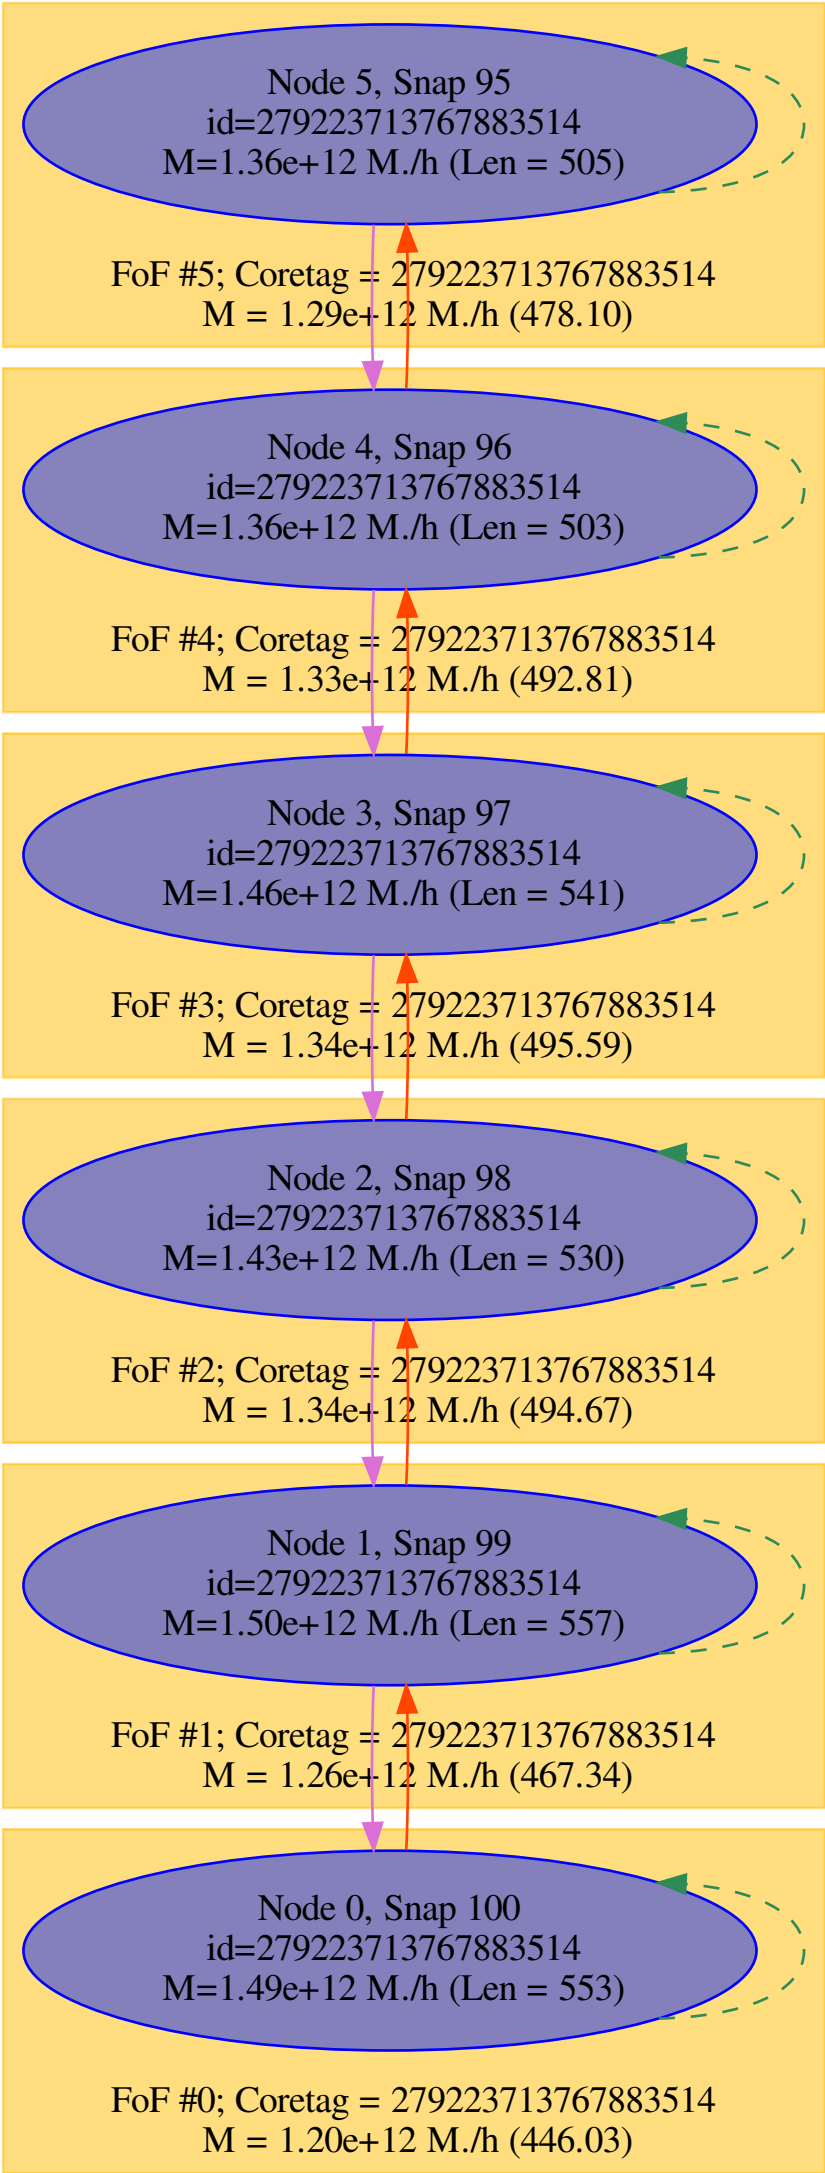 Node 5, Snap 95
id=279223713767883514
M=1.36e+12 M./h (Len = 505)
FoF #5; Coretag = 279223713767883514
M = 1.29e+12 M./h (478.10)
Node 4, Snap 96
id=279223713767883514
M=1.36e+12 M./h (Len = 503)
FoF #4; Coretag = 279223713767883514
M = 1.33e+12 M./h (492.81)
Node 3, Snap 97
id=279223713767883514
M=1.46e+12 M./h (Len = 541)
FoF #3; Coretag = 279223713767883514
M = 1.34e+12 M./h (495.59)
Node 2, Snap 98
id=279223713767883514
M=1.43e+12 M./h (Len = 530)
FoF #2; Coretag = 279223713767883514
M = 1.34e+12 M./h (494.67)
Node 1, Snap 99
id=279223713767883514
M=1.50e+12 M./h (Len = 557)
FoF #1; Coretag = 279223713767883514
M = 1.26e+12 M./h (467.34)
Node 0, Snap 100
id=279223713767883514
M=1.49e+12 M./h (Len = 553)
FoF #0; Coretag = 279223713767883514
M = 1.20e+12 M./h (446.03)